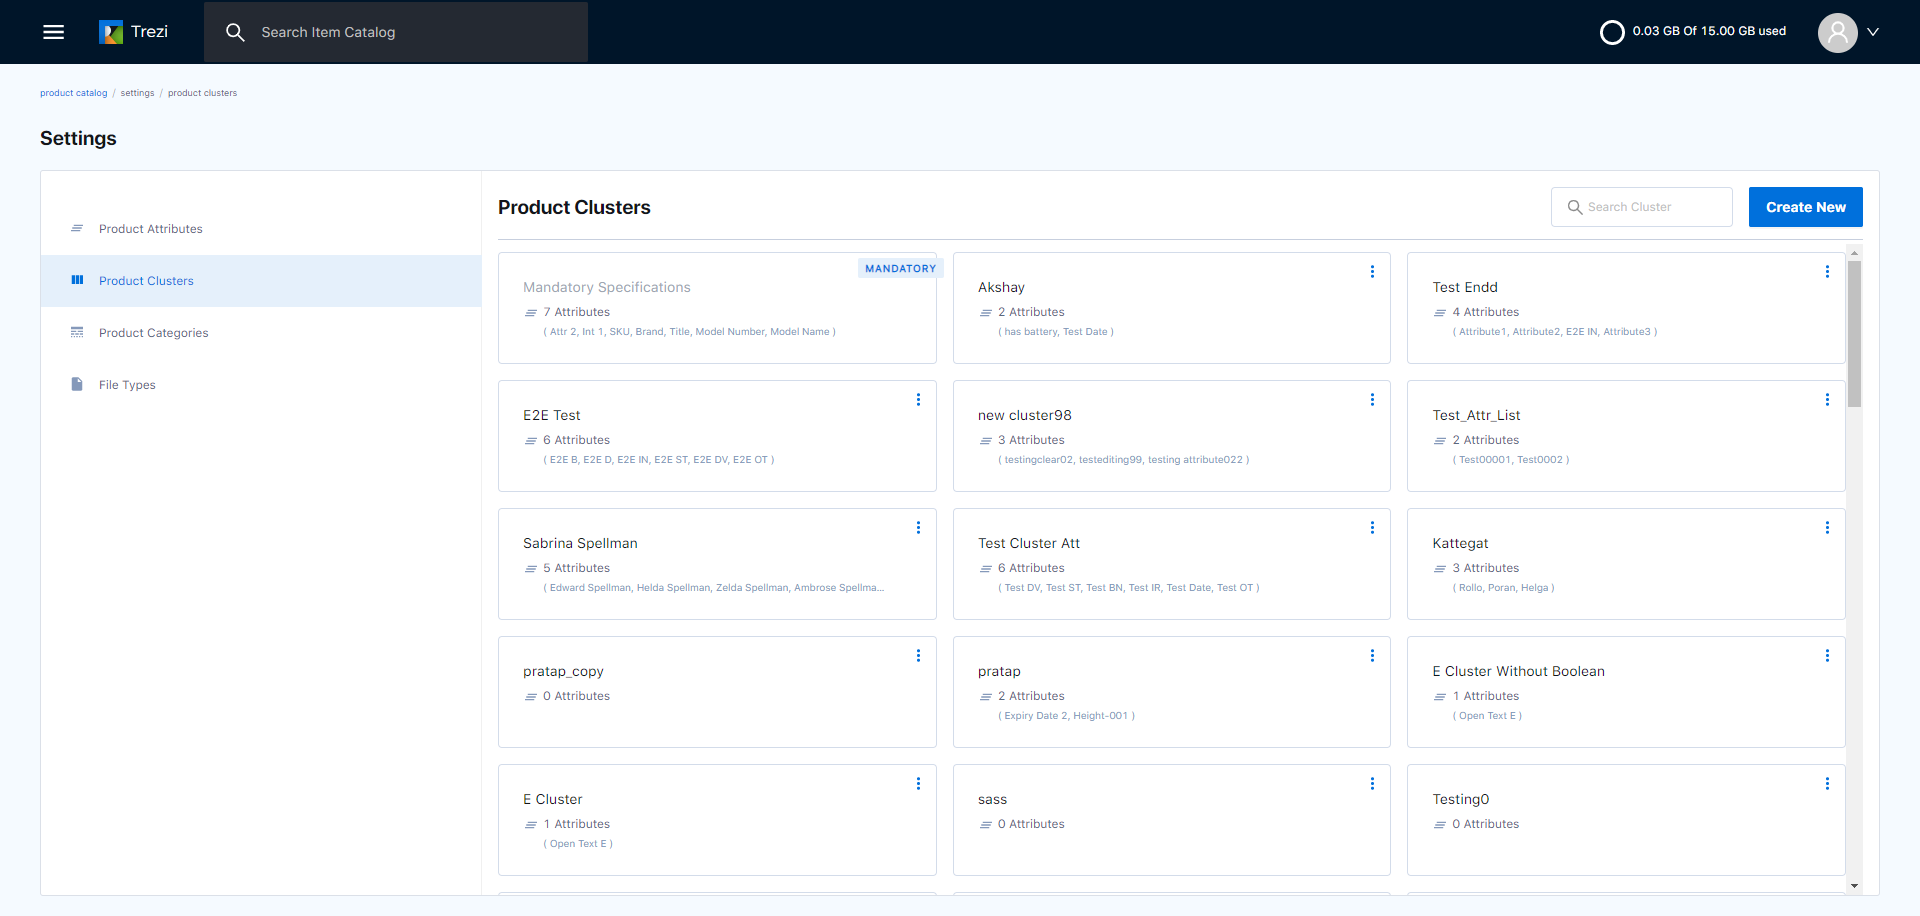 Trezi
Search Item Catalog
0.03 GB Of 15.00 GB used
product catalog / settings / product clusters
Settings
Product Attributes
Product Clusters
Product Categories
File Types
Product Clusters
Search Cluster
Create New
MANDATORY
Mandatory Specifications
7 Attributes
( Attr 2, Int 1, SKU, Brand, Title, Model Number, Model Name )
Akshay
2 Attributes
( has battery, Test Date )
Test Endd
4 Attributes
( Attribute1, Attribute2, E2E IN, Attribute3 )
E2E Test
6 Attributes
( E2E B, E2E D, E2E IN, E2E ST, E2E DV, E2E OT )
new cluster98
3 Attributes
( testingclear02, testediting99, testing attribute022 )
Test_Attr_List
2 Attributes
( Test00001, Test0002 )
Sabrina Spellman
5 Attributes
( Edward Spellman, Helda Spellman, Zelda Spellman, Ambrose Spellma...
Test Cluster Att
6 Attributes
( Test DV, Test ST, Test BN, Test IR, Test Date, Test OT )
Kattegat
3 Attributes
( Rollo, Poran, Helga )
pratap_copy
0 Attributes
pratap
2 Attributes
( Expiry Date 2, Height-001 )
E Cluster Without Boolean
1 Attributes
( Open Text E )
E Cluster
1 Attributes
( Open Text E )
sass
0 Attributes
Testing0
0 Attributes